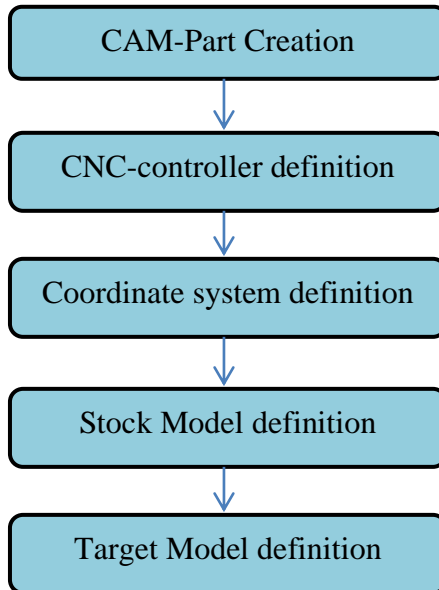 CAM-Part Creation
CNC-controller definition
Coordinate system definition
Stock Model definition
Target Model definition